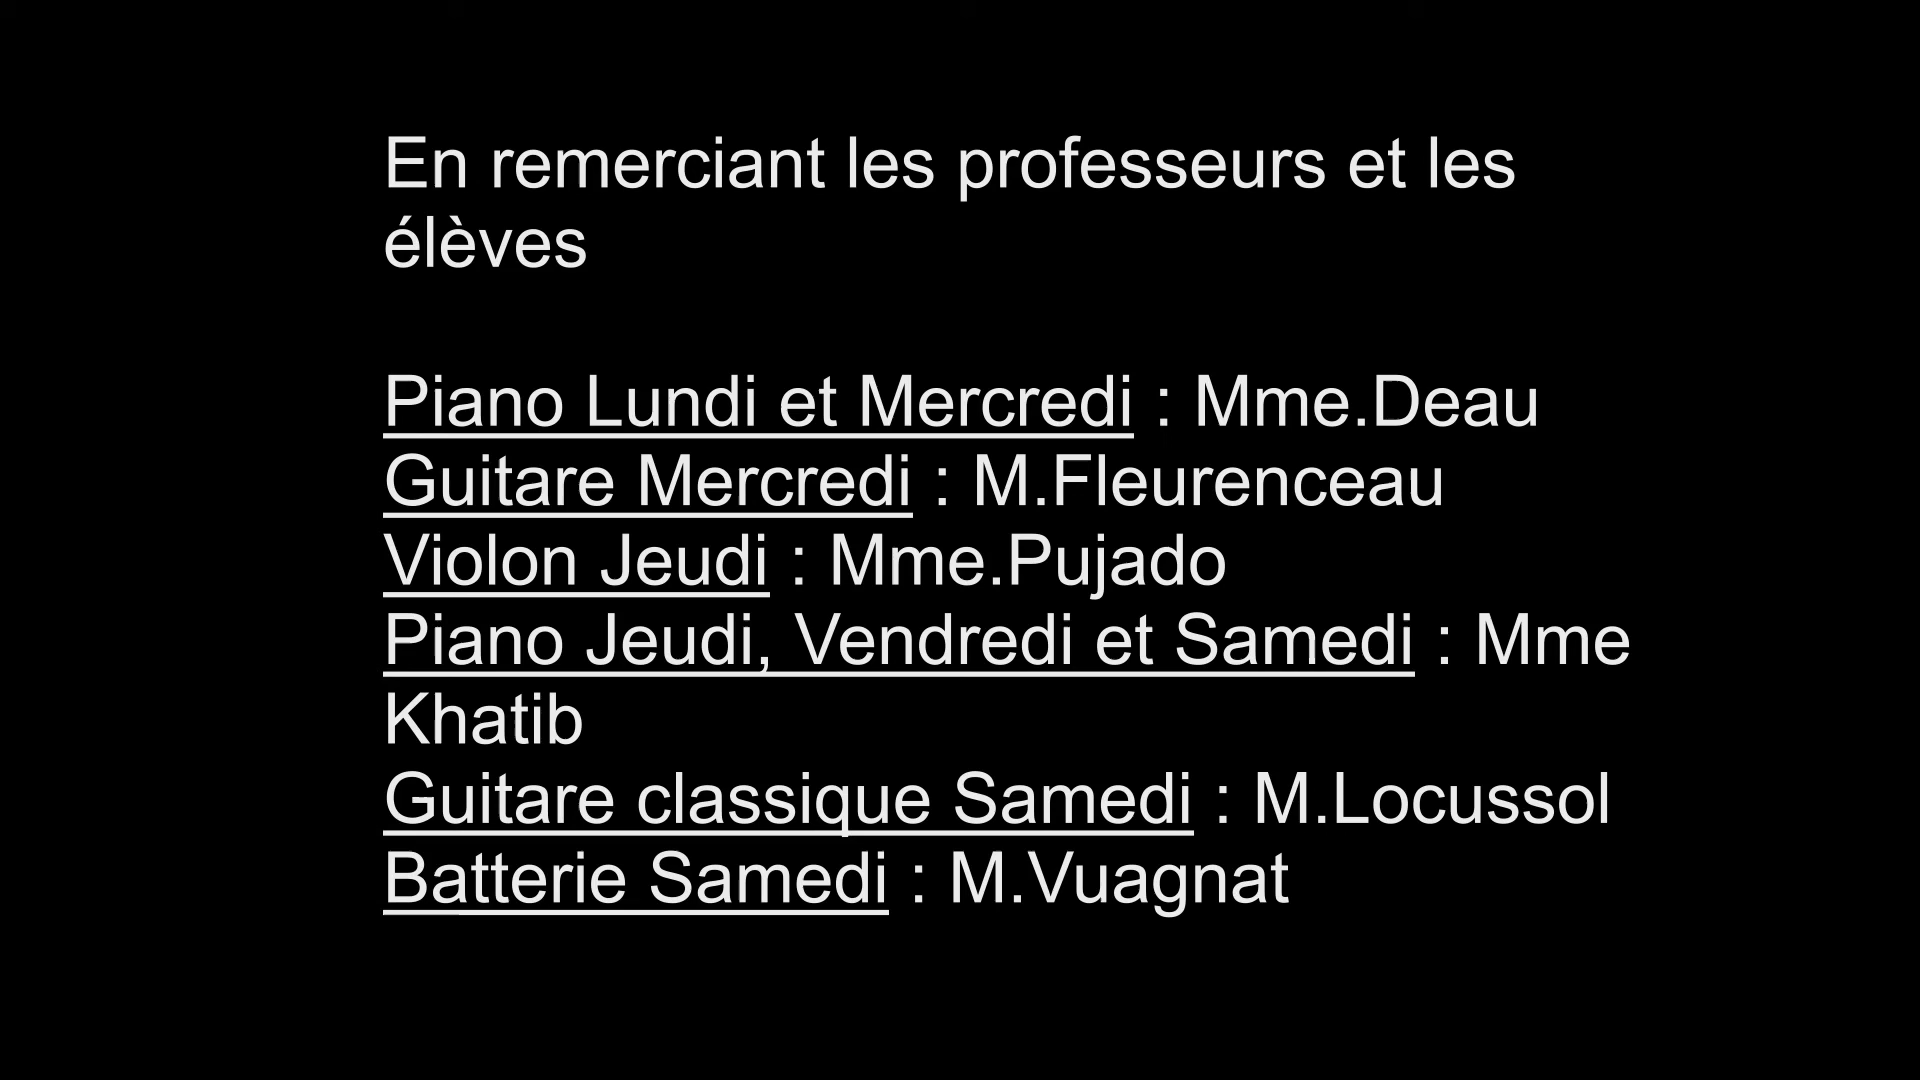 En remerciant les professeurs et les
élèves
Piano Lundi et Mercredi : Mme.Deau
Guitare Mercredi : M.Fleurenceau
Violon Jeudi : Mme.Pujado
Piano Jeudi, Vendredi et Samedi : Mme
Khatib
Guitare classique Samedi : M.Locussol
Batterie Samedi : M.Vuagnat